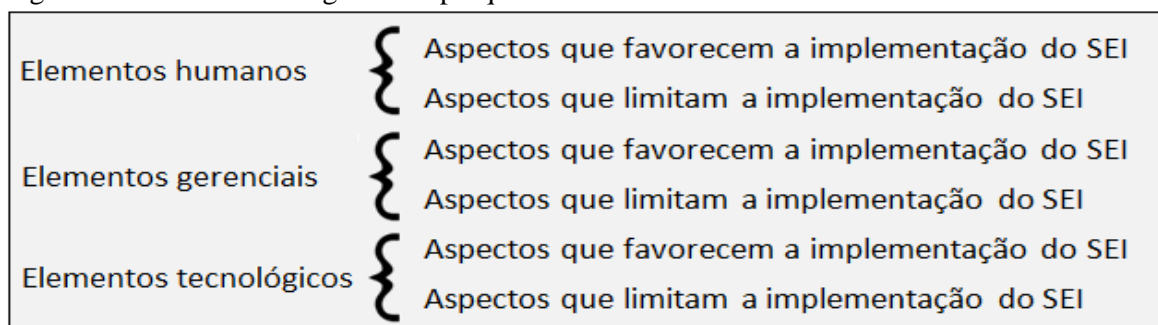 Elementos humanos
Aspectos que favorecem a implementação do SEI
Aspectos que limitam a implementação do SEI
Elementos gerenciais
Aspectos que favorecem a implementação do SEI
Aspectos que limitam a implementação do SEI
Elementos tecnológicos
Aspectos que favorecem a implementação do SEI
Aspectos que limitam a implementação do SEI